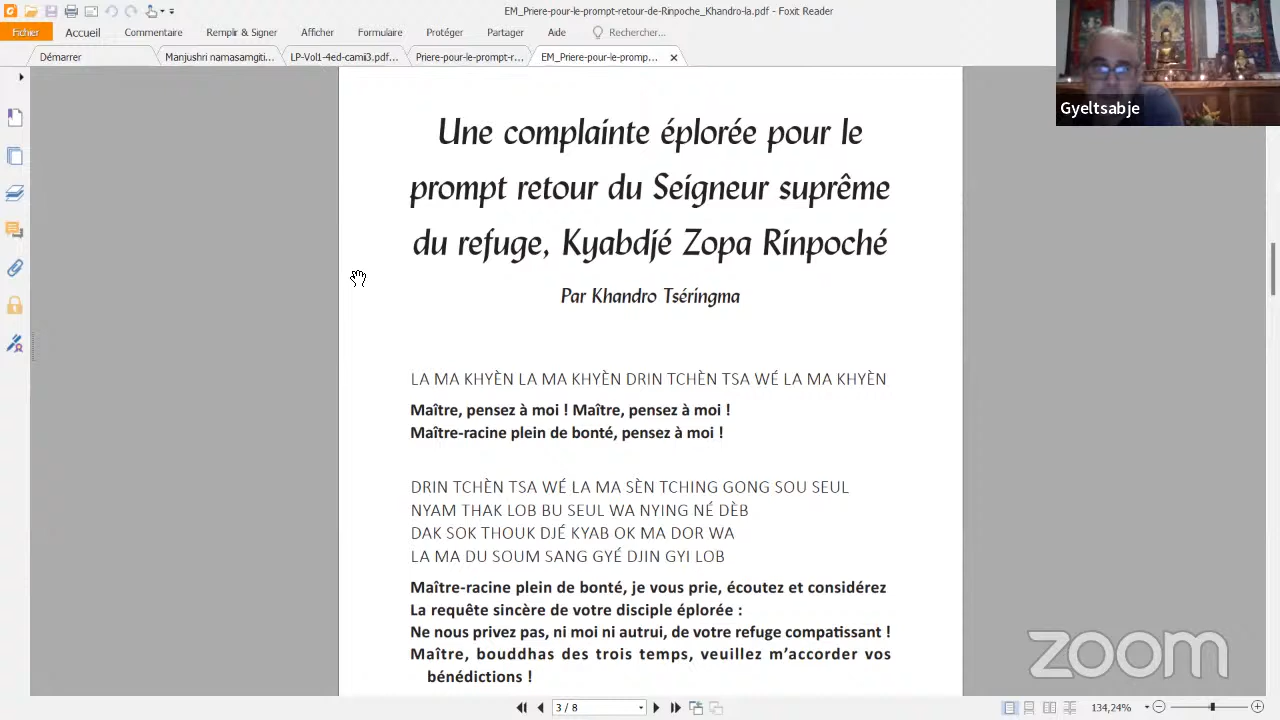 EM_Priere-pour-le-prompt-retour-de-Rinpoche_Khandro-la.pdf - Foxit Reader
Fichier Accueil Commentaire Remplir & Signer Afficher Formulaire Protéger Partager Aide Rechercher...
Démarrer Manjushri namasamgiti... LP-Vol1-4ed-camii3.pdf... Priere-pour-le-prompt-r... EM_Priere-pour-le-promp...
Gyeltsabje
Une complainte éplorée pour le
prompt retour du Seigneur suprême
du refuge, Kyabdjé Zopa Rinpoché
Par Khandro Tséringma
LA MA KHYÈN LA MA KHYÈN DRIN TCHÈN TSA WÉ LA MA KHYÈN
Maître, pensez à moi ! Maître, pensez à moi !
Maître-racine plein de bonté, pensez à moi !
DRIN TCHÈN TSA WÉ LA MA SÈN TCHING GONG SOU SEUL
NYAM THAK LOB BU SEUL WA NYING NÉ DÈB
DAK SOK THOUK DJÉ KYAB OK MA DOR WA
LA MA DU SOUM SANG GYÉ DJIN GYI LOB
Maître-racine plein de bonté, je vous prie, écoutez et considérez
La requête sincère de votre disciple éplorée :
Ne nous privez pas, ni moi ni autrui, de votre refuge compatissant !
Maître, bouddhas des trois temps, veuillez m’accorder vos
bénédictions !
zoom
3 / 8
134,24%